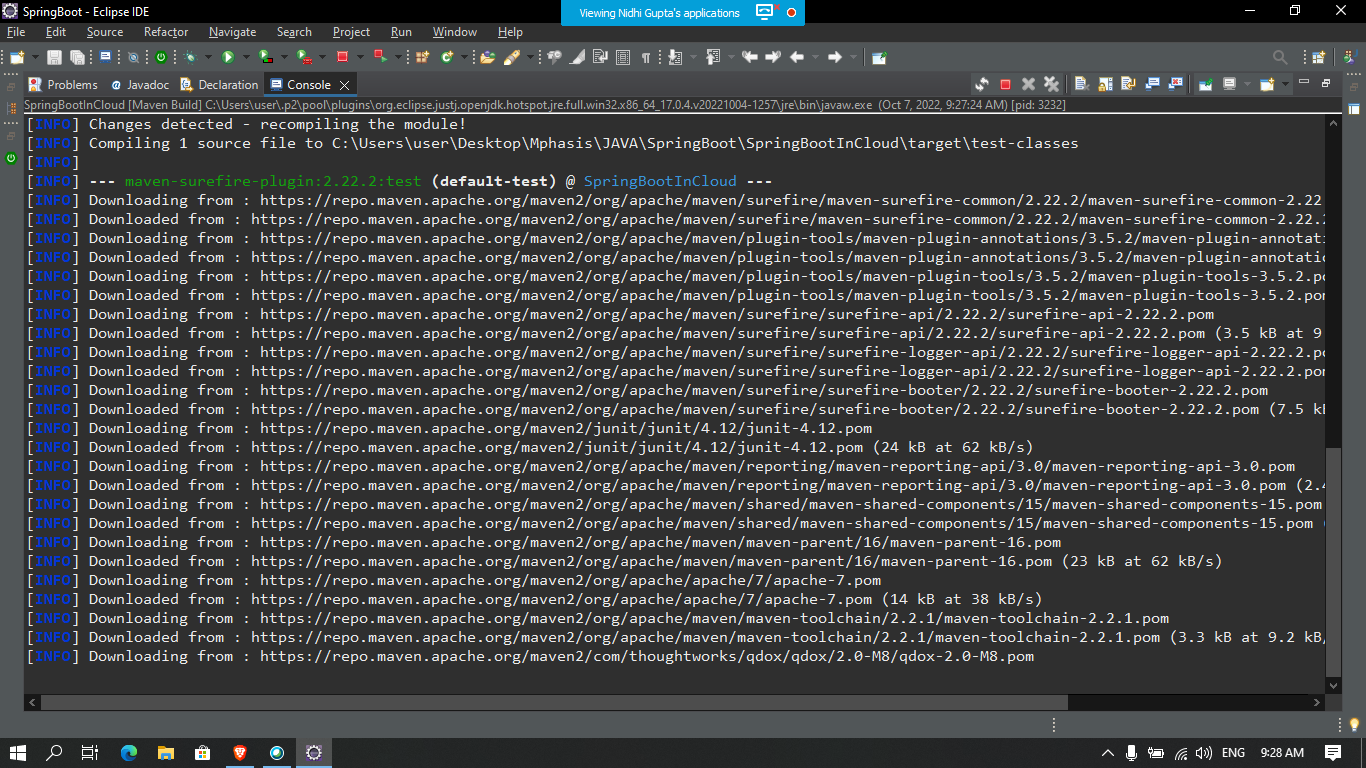 SpringBoot - Eclipse IDE
Viewing Nidhi Gupta's applications
File Edit Source Refactor Navigate Search Project Run Window Help
Problems Javadoc Declaration Console
SpringBootInCloud [Maven Build] C:\Users\user\.p2\pool\plugins\org.eclipse.justj.openjdk.hotspot.jre.full.win32.x86_64_17.0.4.v20221004-1257\jre\bin\javaw.exe (Oct 7, 2022, 9:27:24 AM) [pid: 3232]
[INFO] Changes detected - recompiling the module!
[INFO] Compiling 1 source file to C:\Users\user\Desktop\Mphasis\JAVA\SpringBoot\SpringBootInCloud\target\test-classes
[INFO]
[INFO] --- maven-surefire-plugin:2.22.2:test (default-test) @ SpringBootInCloud ---
[INFO] Downloading from : https://repo.maven.apache.org/maven2/org/apache/maven/surefire/maven-surefire-common/2.22.2/maven-surefire-common-2.22
[INFO] Downloaded from : https://repo.maven.apache.org/maven2/org/apache/maven/surefire/maven-surefire-common/2.22.2/maven-surefire-common-2.22.2
[INFO] Downloading from : https://repo.maven.apache.org/maven2/org/apache/maven/plugin-tools/maven-plugin-annotations/3.5.2/maven-plugin-annotati
[INFO] Downloaded from : https://repo.maven.apache.org/maven2/org/apache/maven/plugin-tools/maven-plugin-annotations/3.5.2/maven-plugin-annotatio
[INFO] Downloading from : https://repo.maven.apache.org/maven2/org/apache/maven/plugin-tools/maven-plugin-tools/3.5.2/maven-plugin-tools-3.5.2.po
[INFO] Downloaded from : https://repo.maven.apache.org/maven2/org/apache/maven/plugin-tools/maven-plugin-tools/3.5.2/maven-plugin-tools-3.5.2.pom
[INFO] Downloading from : https://repo.maven.apache.org/maven2/org/apache/maven/surefire/surefire-api/2.22.2/surefire-api-2.22.2.pom
[INFO] Downloaded from : https://repo.maven.apache.org/maven2/org/apache/maven/surefire/surefire-api/2.22.2/surefire-api-2.22.2.pom (3.5 kB at 9
[INFO] Downloading from : https://repo.maven.apache.org/maven2/org/apache/maven/surefire/surefire-logger-api/2.22.2/surefire-logger-api-2.22.2.po
[INFO] Downloaded from : https://repo.maven.apache.org/maven2/org/apache/maven/surefire/surefire-logger-api/2.22.2/surefire-logger-api-2.22.2.pom
[INFO] Downloading from : https://repo.maven.apache.org/maven2/org/apache/maven/surefire/surefire-booter/2.22.2/surefire-booter-2.22.2.pom
[INFO] Downloaded from : https://repo.maven.apache.org/maven2/org/apache/maven/surefire/surefire-booter/2.22.2/surefire-booter-2.22.2.pom (7.5 kB
[INFO] Downloading from : https://repo.maven.apache.org/maven2/junit/junit/4.12/junit-4.12.pom
[INFO] Downloaded from : https://repo.maven.apache.org/maven2/junit/junit/4.12/junit-4.12.pom (24 kB at 62 kB/s)
[INFO] Downloading from : https://repo.maven.apache.org/maven2/org/apache/maven/reporting/maven-reporting-api/3.0/maven-reporting-api-3.0.pom
[INFO] Downloaded from : https://repo.maven.apache.org/maven2/org/apache/maven/reporting/maven-reporting-api/3.0/maven-reporting-api-3.0.pom (2.4
[INFO] Downloading from : https://repo.maven.apache.org/maven2/org/apache/maven/shared/maven-shared-components/15/maven-shared-components-15.pom
[INFO] Downloaded from : https://repo.maven.apache.org/maven2/org/apache/maven/shared/maven-shared-components/15/maven-shared-components-15.pom (
[INFO] Downloading from : https://repo.maven.apache.org/maven2/org/apache/maven/maven-parent/16/maven-parent-16.pom
[INFO] Downloaded from : https://repo.maven.apache.org/maven2/org/apache/maven/maven-parent/16/maven-parent-16.pom (23 kB at 62 kB/s)
[INFO] Downloading from : https://repo.maven.apache.org/maven2/org/apache/apache/7/apache-7.pom
[INFO] Downloaded from : https://repo.maven.apache.org/maven2/org/apache/apache/7/apache-7.pom (14 kB at 38 kB/s)
[INFO] Downloading from : https://repo.maven.apache.org/maven2/org/apache/maven/maven-toolchain/2.2.1/maven-toolchain-2.2.1.pom
[INFO] Downloaded from : https://repo.maven.apache.org/maven2/org/apache/maven/maven-toolchain/2.2.1/maven-toolchain-2.2.1.pom (3.3 kB at 9.2 kB/
[INFO] Downloading from : https://repo.maven.apache.org/maven2/com/thoughtworks/qdox/qdox/2.0-M8/qdox-2.0-M8.pom
ENG 9:28 AM